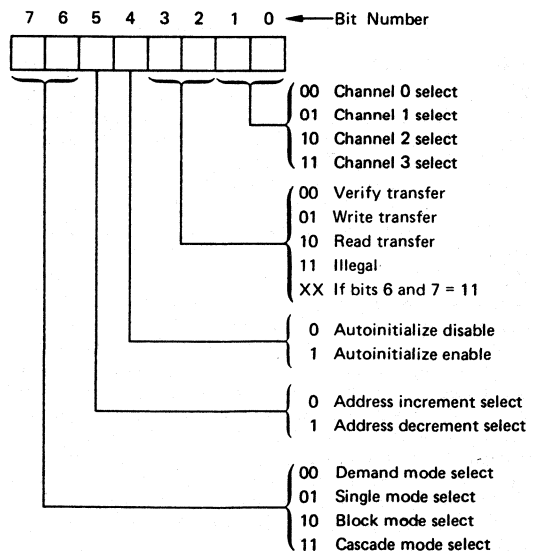 7 6 5 4 3 2 1 0 Bit Number
00 Channel 0 select
01 Channel 1 select
10 Channel 2 select
11 Channel 3 select
00 Verify transfer
01 Write transfer
10 Read transfer
11 Illegal
XX If bits 6 and 7 = 11
0 Autoinitialize disable
1 Autoinitialize enable
0 Address increment select
1 Address decrement select
00 Demand mode select
01 Single mode select
10 Block mode select
11 Cascade mode select